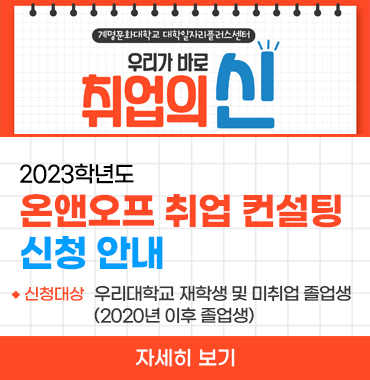 계명문화대학교 대학일자리플러스센터
우리가 바로
취업의 신
2023학년도
온앤오프 취업 컨설팅
신청 안내
◆ 신청대상 우리대학교 재학생 및 미취업 졸업생
(2020년 이후 졸업생)
자세히 보기